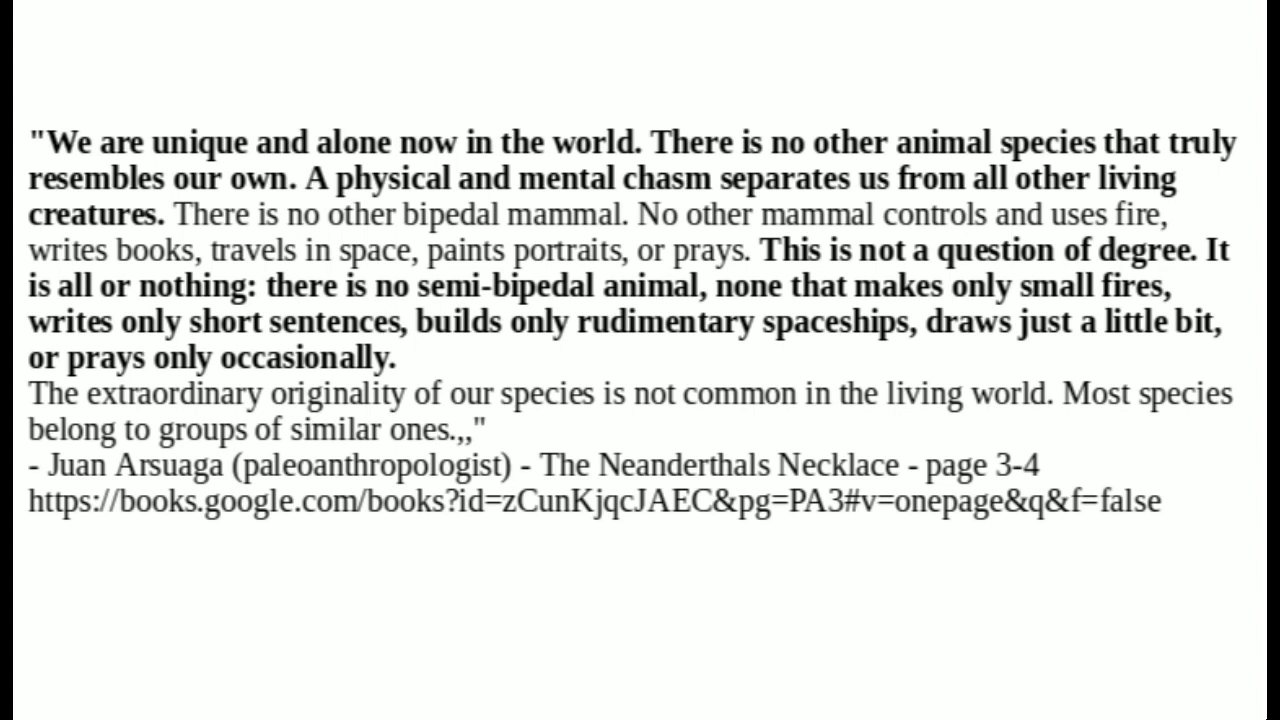 "We are unique and alone now in the world. There is no other animal species that truly
resembles our own. A physical and mental chasm separates us from all other living
creatures. There is no other bipedal mammal. No other mammal controls and uses fire,
writes books, travels in space, paints portraits, or prays. This is not a question of degree. It
is all or nothing: there is no semi-bipedal animal, none that makes only small fires,
writes only short sentences, builds only rudimentary spaceships, draws just a little bit,
or prays only occasionally.
The extraordinary originality of our species is not common in the living world. Most species
belong to groups of similar ones.,,"
- Juan Arsuaga (paleoanthropologist) - The Neanderthals Necklace - page 3-4
https://books.google.com/books?id=zCunKjqcJAEC&pg=PA3#v=onepage&q&f=false